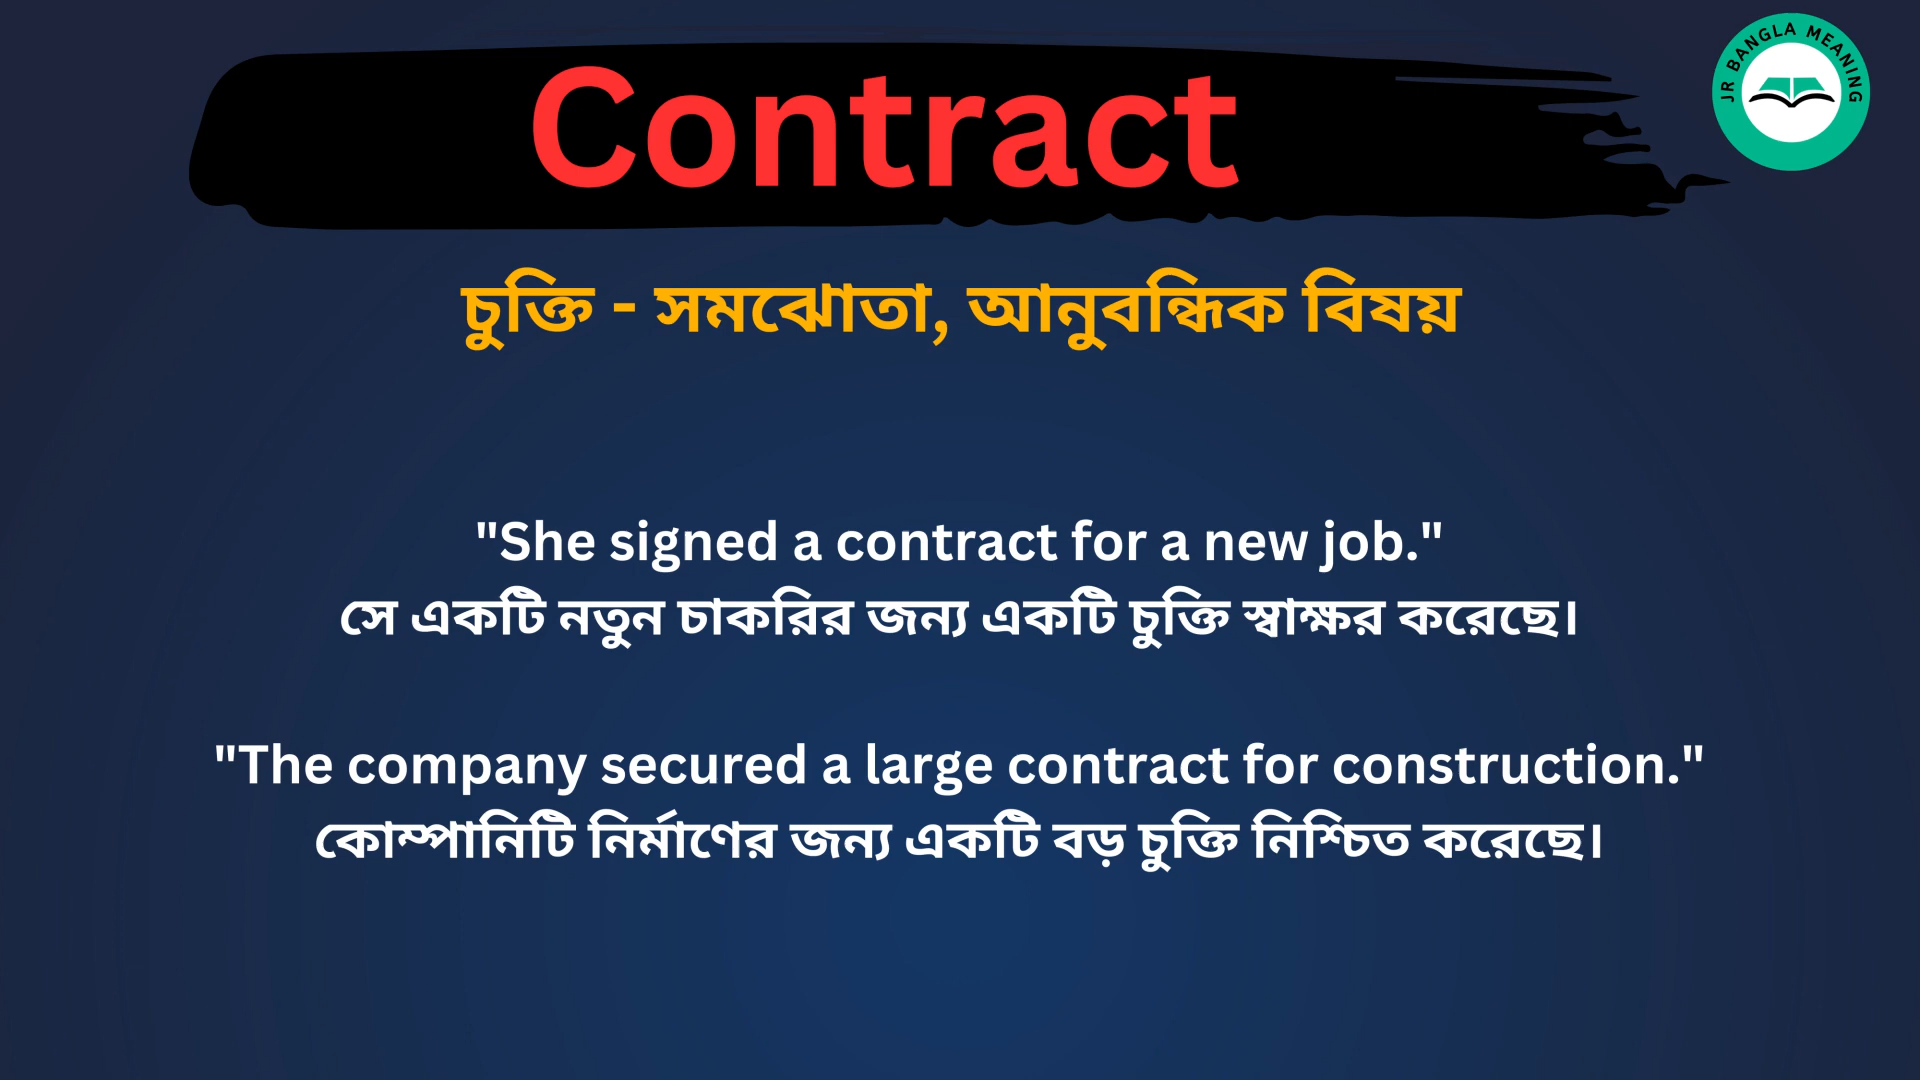 JR BANGLA MEANING
Contract
চুক্তি - সমঝোতা, আনুবন্ধিক বিষয়
"She signed a contract for a new job."
সে একটি নতুন চাকরির জন্য একটি চুক্তি স্বাক্ষর করেছে।
"The company secured a large contract for construction."
কোম্পানিটি নির্মাণের জন্য একটি বড় চুক্তি নিশ্চিত করেছে।